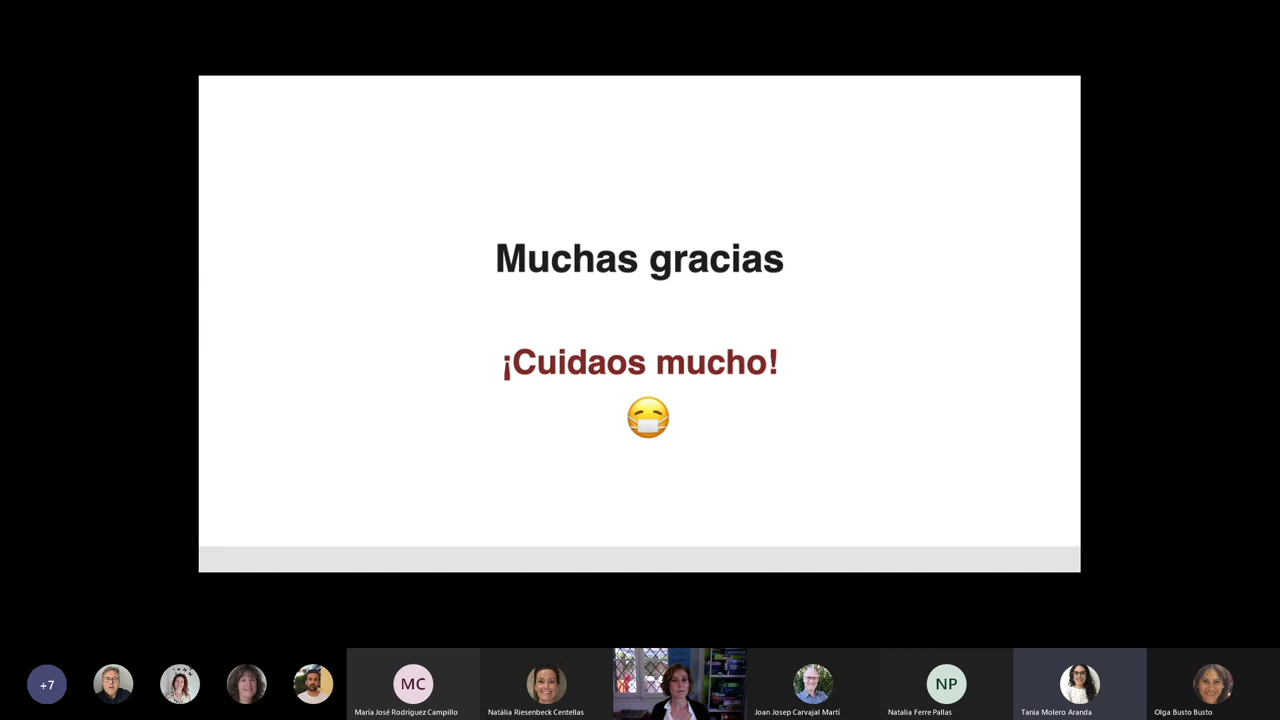 Muchas gracias
¡Cuidaos mucho!
+7
MC
NP
María José Rodríguez Campillo
Natàlia Riesenbeck Centellas
Joan Josep Carvajal Martí
Natalia Ferre Pallas
Tania Molero Aranda
Olga Busto Busto